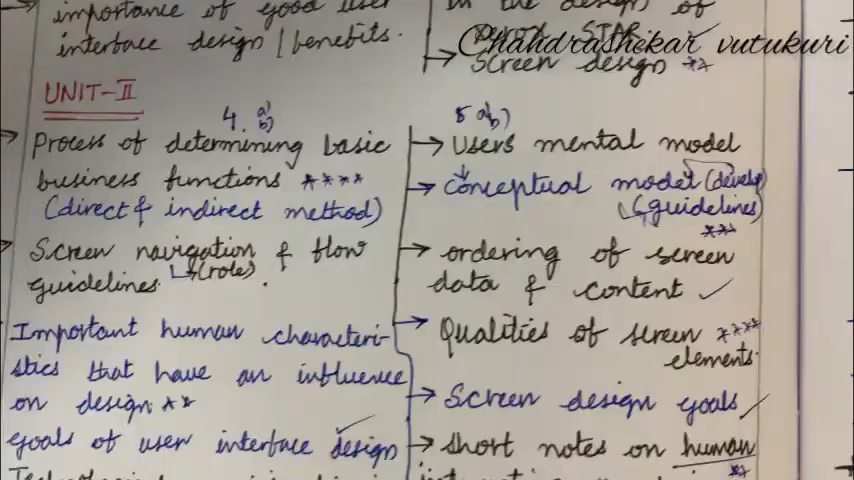 importance of good user
interface design / benefits.
in the design of
Chandrashekar vutukuri
→ Screen design **
UNIT-II
4. a)
b)
→ Process of determining basic
business functions ****
(direct & indirect method)
→ Screen navigation & flow
guidelines. ↳(roles).
Important human characteri-
stics that have an influence
on design **
goals of user interface design ✓
5 a)
b)
→ Users mental model
→ Conceptual model (develop
(guidelines)
***
→ ordering of screen
data & content ✓
→ Qualities of screen ****
elements.
→ Screen design goals ✓
→ short notes on human
**